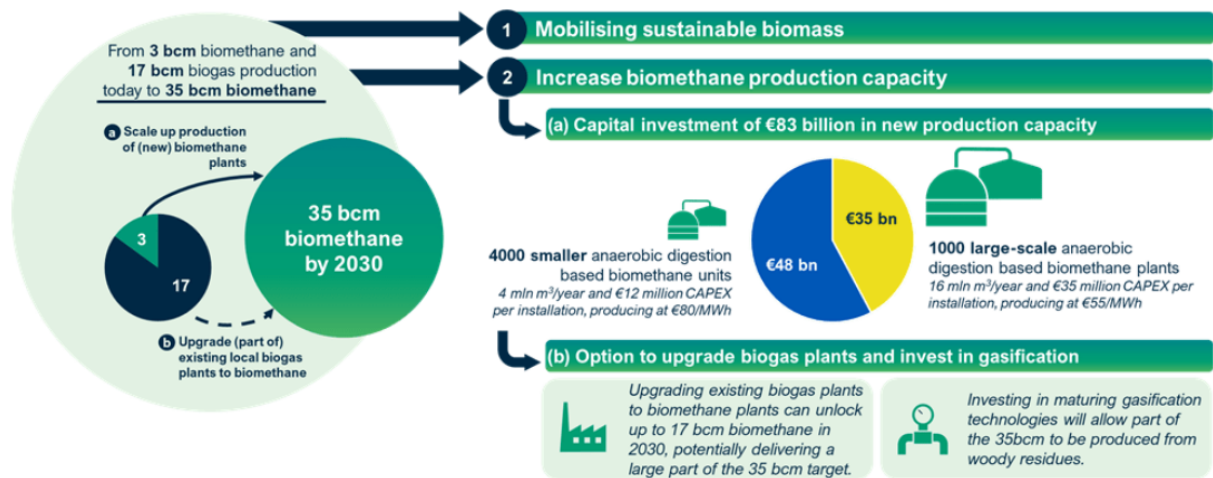 From 3 bcm biomethane and
17 bcm biogas production
today to 35 bcm biomethane
a Scale up production
of (new) biomethane
plants
3
17
35 bcm
biomethane
by 2030
b Upgrade (part of)
existing local biogas
plants to biomethane
1 Mobilising sustainable biomass
2 Increase biomethane production capacity
(a) Capital investment of €83 billion in new production capacity
4000 smaller anaerobic digestion
based biomethane units
4 mln m³/year and €12 million CAPEX
per installation, producing at €80/MWh
€48 bn
€35 bn
1000 large-scale anaerobic
digestion based biomethane plants
16 mln m³/year and €35 million CAPEX per
installation, producing at €55/MWh
(b) Option to upgrade biogas plants and invest in gasification
Upgrading existing biogas plants
to biomethane plants can unlock
up to 17 bcm biomethane in
2030, potentially delivering a
large part of the 35 bcm target.
Investing in maturing gasification
technologies will allow part of
the 35bcm to be produced from
woody residues.